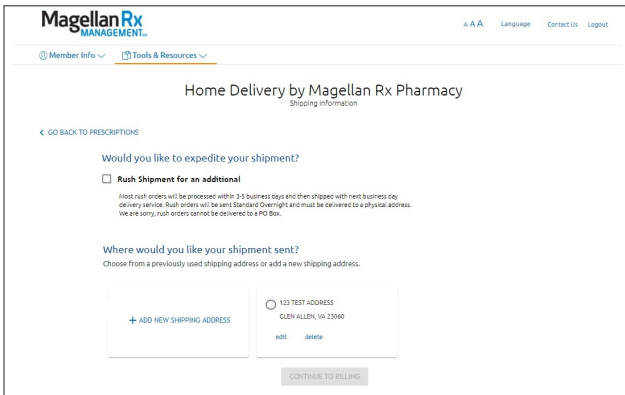 Magellan Rx
MANAGEMENT
A A A Language Contact Us Logout
Member Info Tools & Resources
Home Delivery by Magellan Rx Pharmacy
Shipping Information
GO BACK TO PRESCRIPTIONS
Would you like to expedite your shipment?
Rush Shipment for an additional
Most rush orders will be processed within 3-5 business days and then shipped with next business day
delivery service. Rush orders will be sent Standard Overnight and must be delivered to a physical address.
We are sorry, rush orders cannot be delivered to a PO Box.
Where would you like your shipment sent?
Choose from a previously used shipping address or add a new shipping address.
+ ADD NEW SHIPPING ADDRESS
123 TEST ADDRESS
GLEN ALLEN, VA 23060
edit delete
CONTINUE TO BILLING